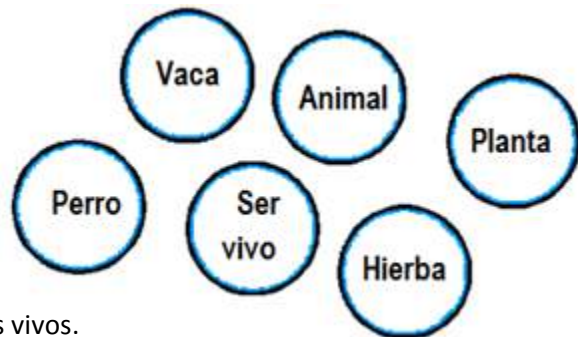 Vaca
Animal
Planta
Perro
Ser
vivo
Hierba
s vivos.